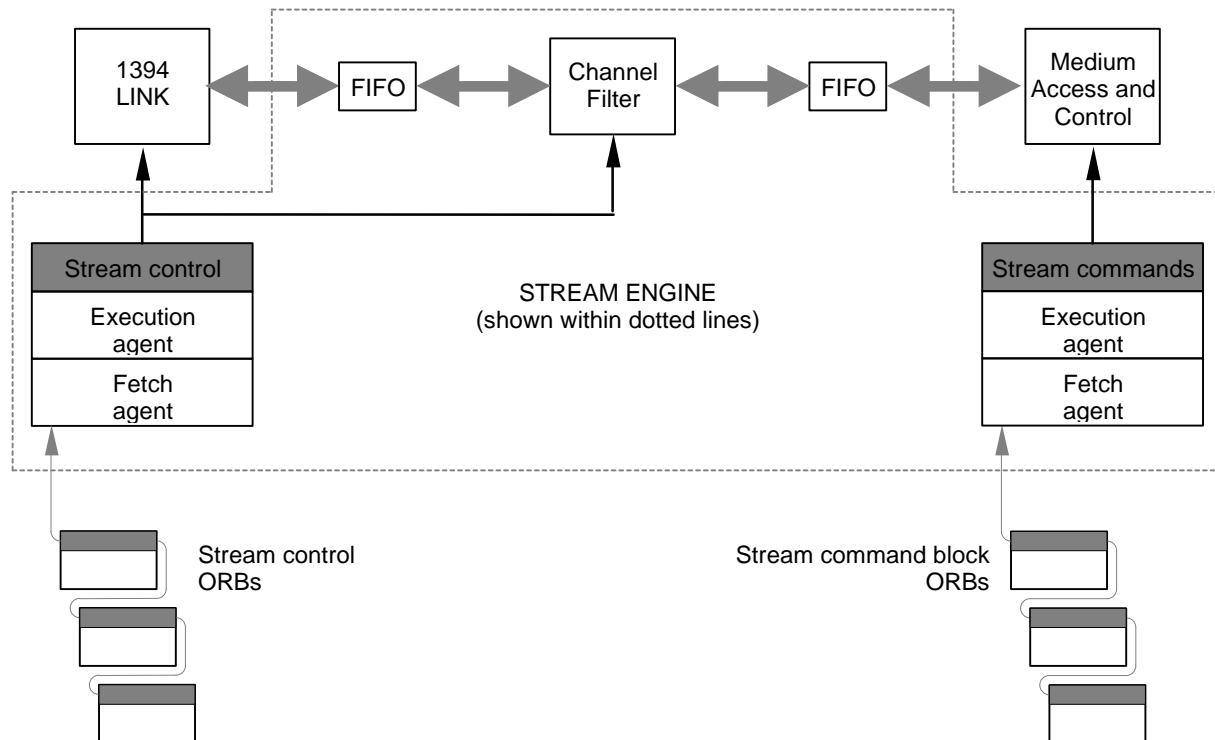 1394
LINK
FIFO
Channel
Filter
FIFO
Medium
Access and
Control
Stream control
Execution
agent
Fetch
agent
STREAM ENGINE
(shown within dotted lines)
Stream commands
Execution
agent
Fetch
agent
Stream control
ORBs
Stream command block
ORBs